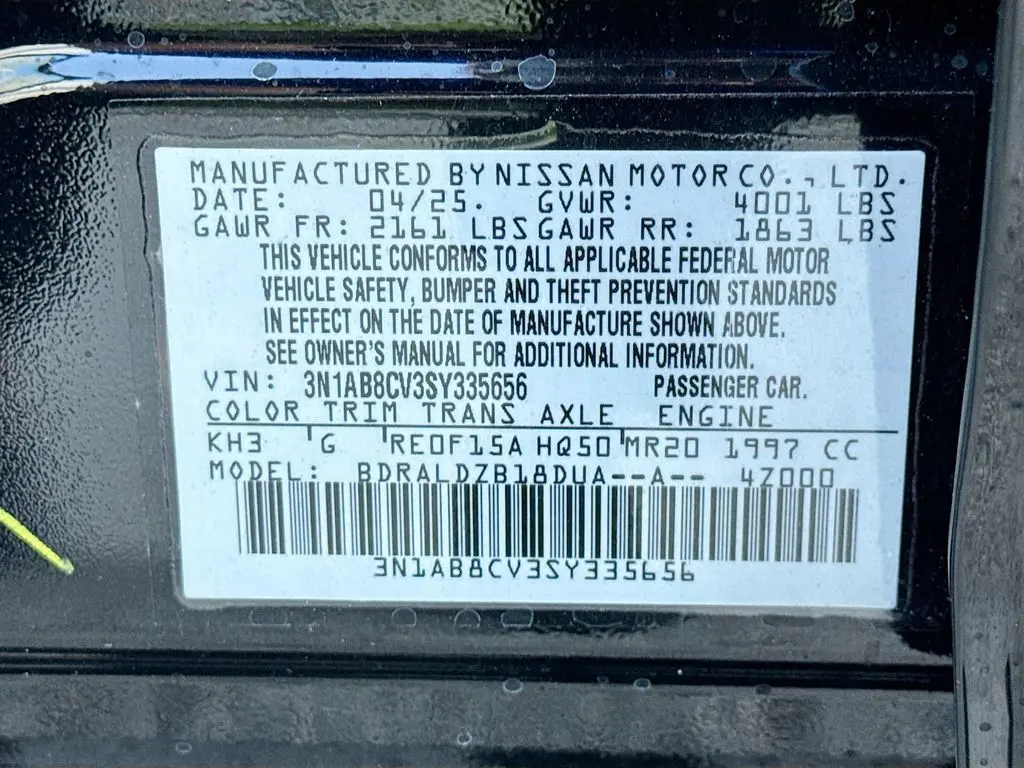 MANUFACTURED BY NISSAN MOTOR CO., LTD.
DATE: 04/25. GVWR: 4001 LBS
GAWR FR: 2161 LBS GAWR RR: 1863 LBS
THIS VEHICLE CONFORMS TO ALL APPLICABLE FEDERAL MOTOR
VEHICLE SAFETY, BUMPER AND THEFT PREVENTION STANDARDS
IN EFFECT ON THE DATE OF MANUFACTURE SHOWN ABOVE.
SEE OWNER'S MANUAL FOR ADDITIONAL INFORMATION.
VIN: 3N1AB8CV3SY335656 PASSENGER CAR.
COLOR TRIM TRANS AXLE ENGINE
KH3 G RE0F15A HQ50 MR20 1997 CC
MODEL: BDRALDZB18DUA--A-- 4Z000
3N1AB8CV3SY335656